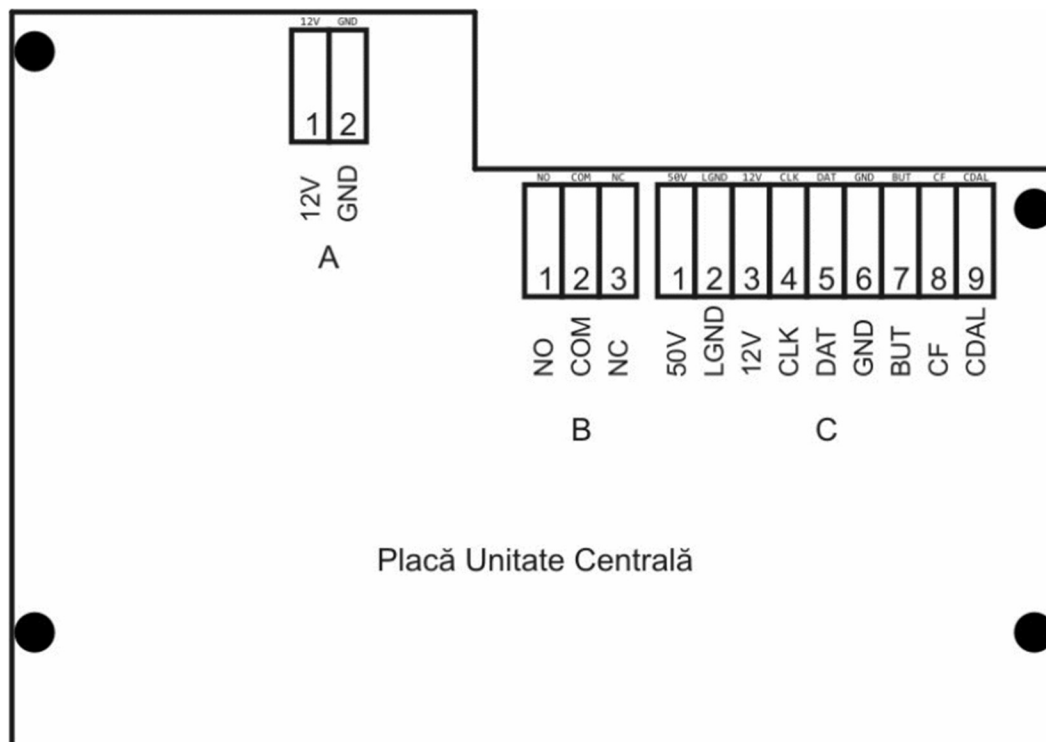 12V GND
1 2
12V GND
A
NO COM NC 50V LGND 12V CLK DAT GND BUT CF CDAL
1 2 3 1 2 3 4 5 6 7 8 9
NO COM NC 50V LGND 12V CLK DAT GND BUT CF CDAL
B C
Placă Unitate Centrală